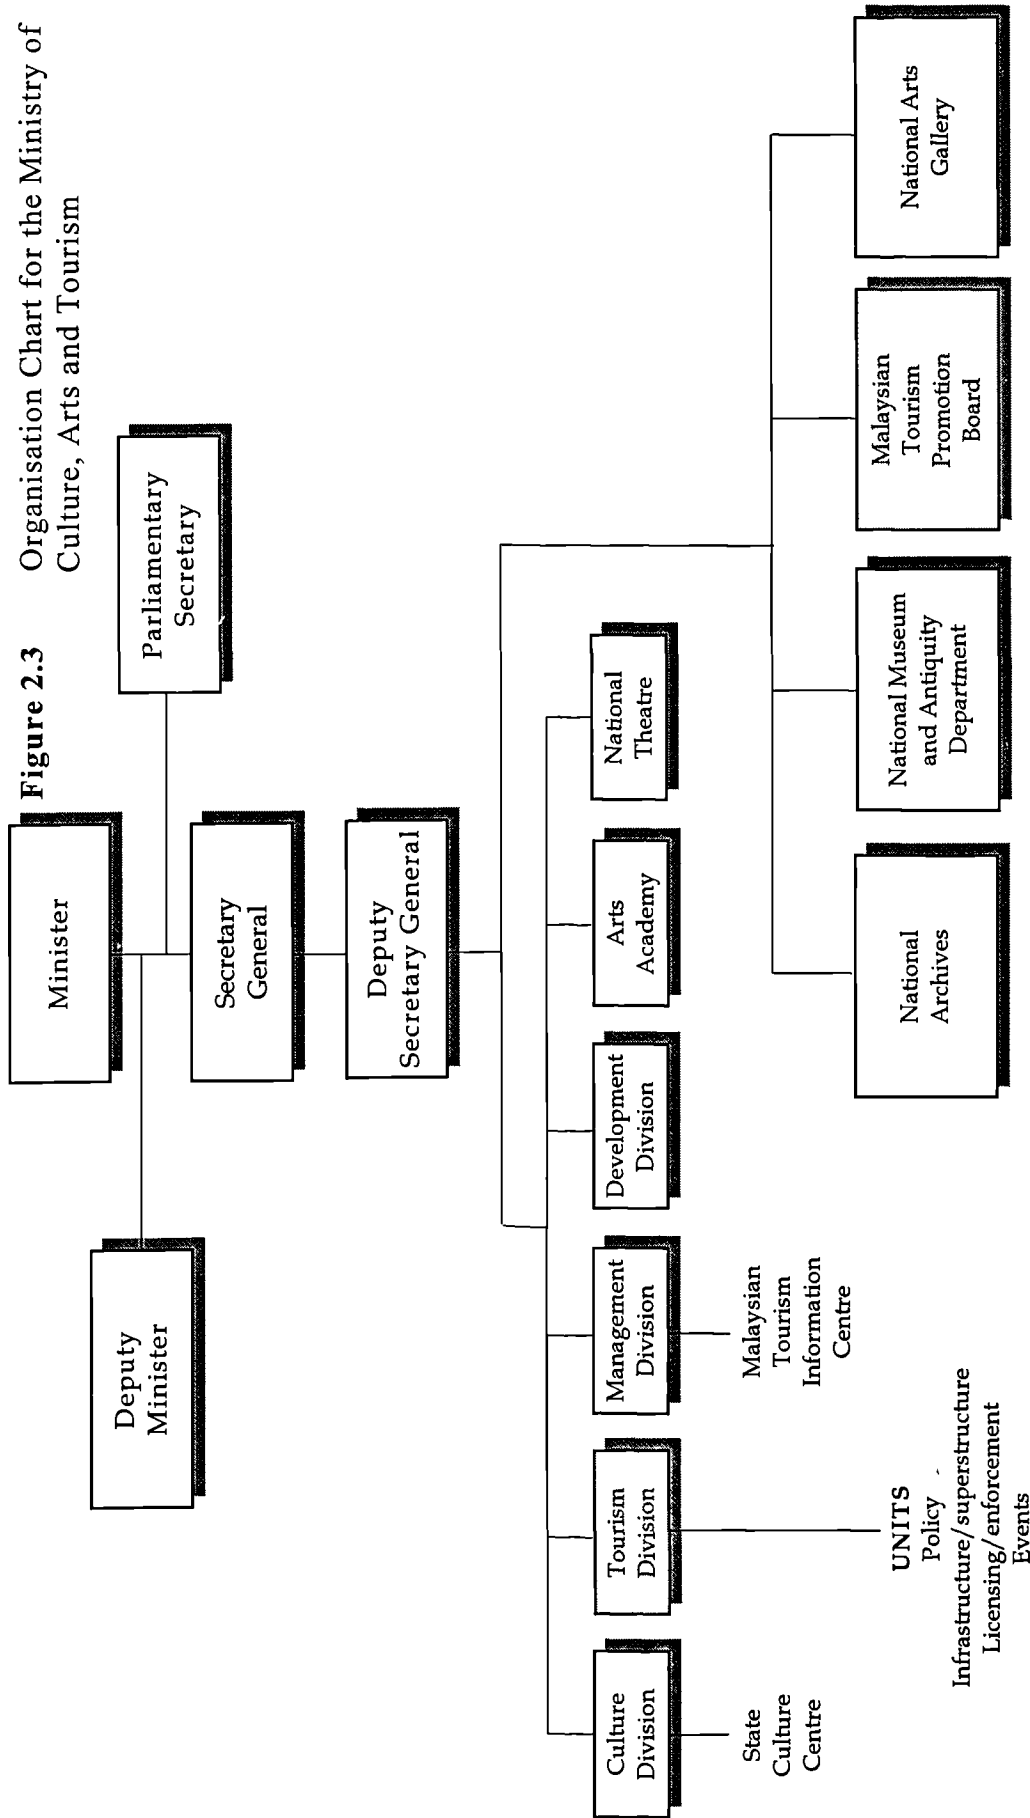 Figure 2.3 Organisation Chart for the Ministry of
Culture, Arts and Tourism
Minister
Deputy
Minister
Parliamentary
Secretary
Secretary
General
Deputy
Secretary General
Culture
Division
Tourism
Division
Management
Division
Development
Division
Arts
Academy
National
Theatre
State
Culture
Centre
UNITS
Policy
Infrastructure/superstructure
Licensing/enforcement
Events
Malaysian
Tourism
Information
Centre
National
Archives
National Museum
and Antiquity
Department
Malaysian
Tourism
Promotion
Board
National Arts
Gallery